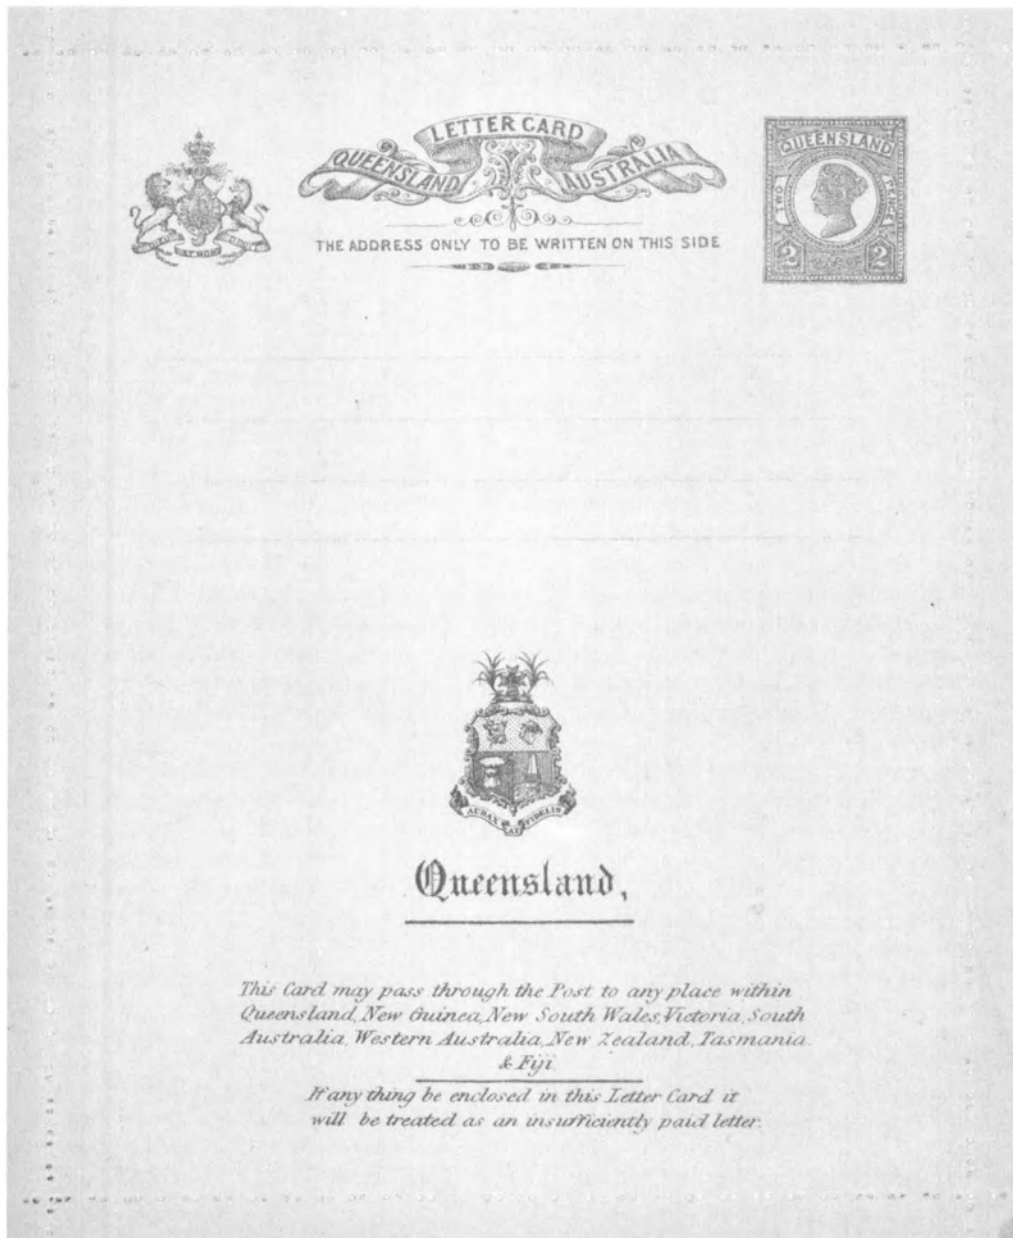 LETTER CARD
QUEENSLAND AUSTRALIA
THE ADDRESS ONLY TO BE WRITTEN ON THIS SIDE
QUEENSLAND
TWO PENCE
2 2
AUDAX AT FIDELIS
Queensland,
This Card may pass through the Post to any place within
Queensland, New Guinea, New South Wales, Victoria, South
Australia, Western Australia, New Zealand, Tasmania
& Fiji.
If any thing be enclosed in this Letter Card it
will be treated as an insufficiently paid letter.